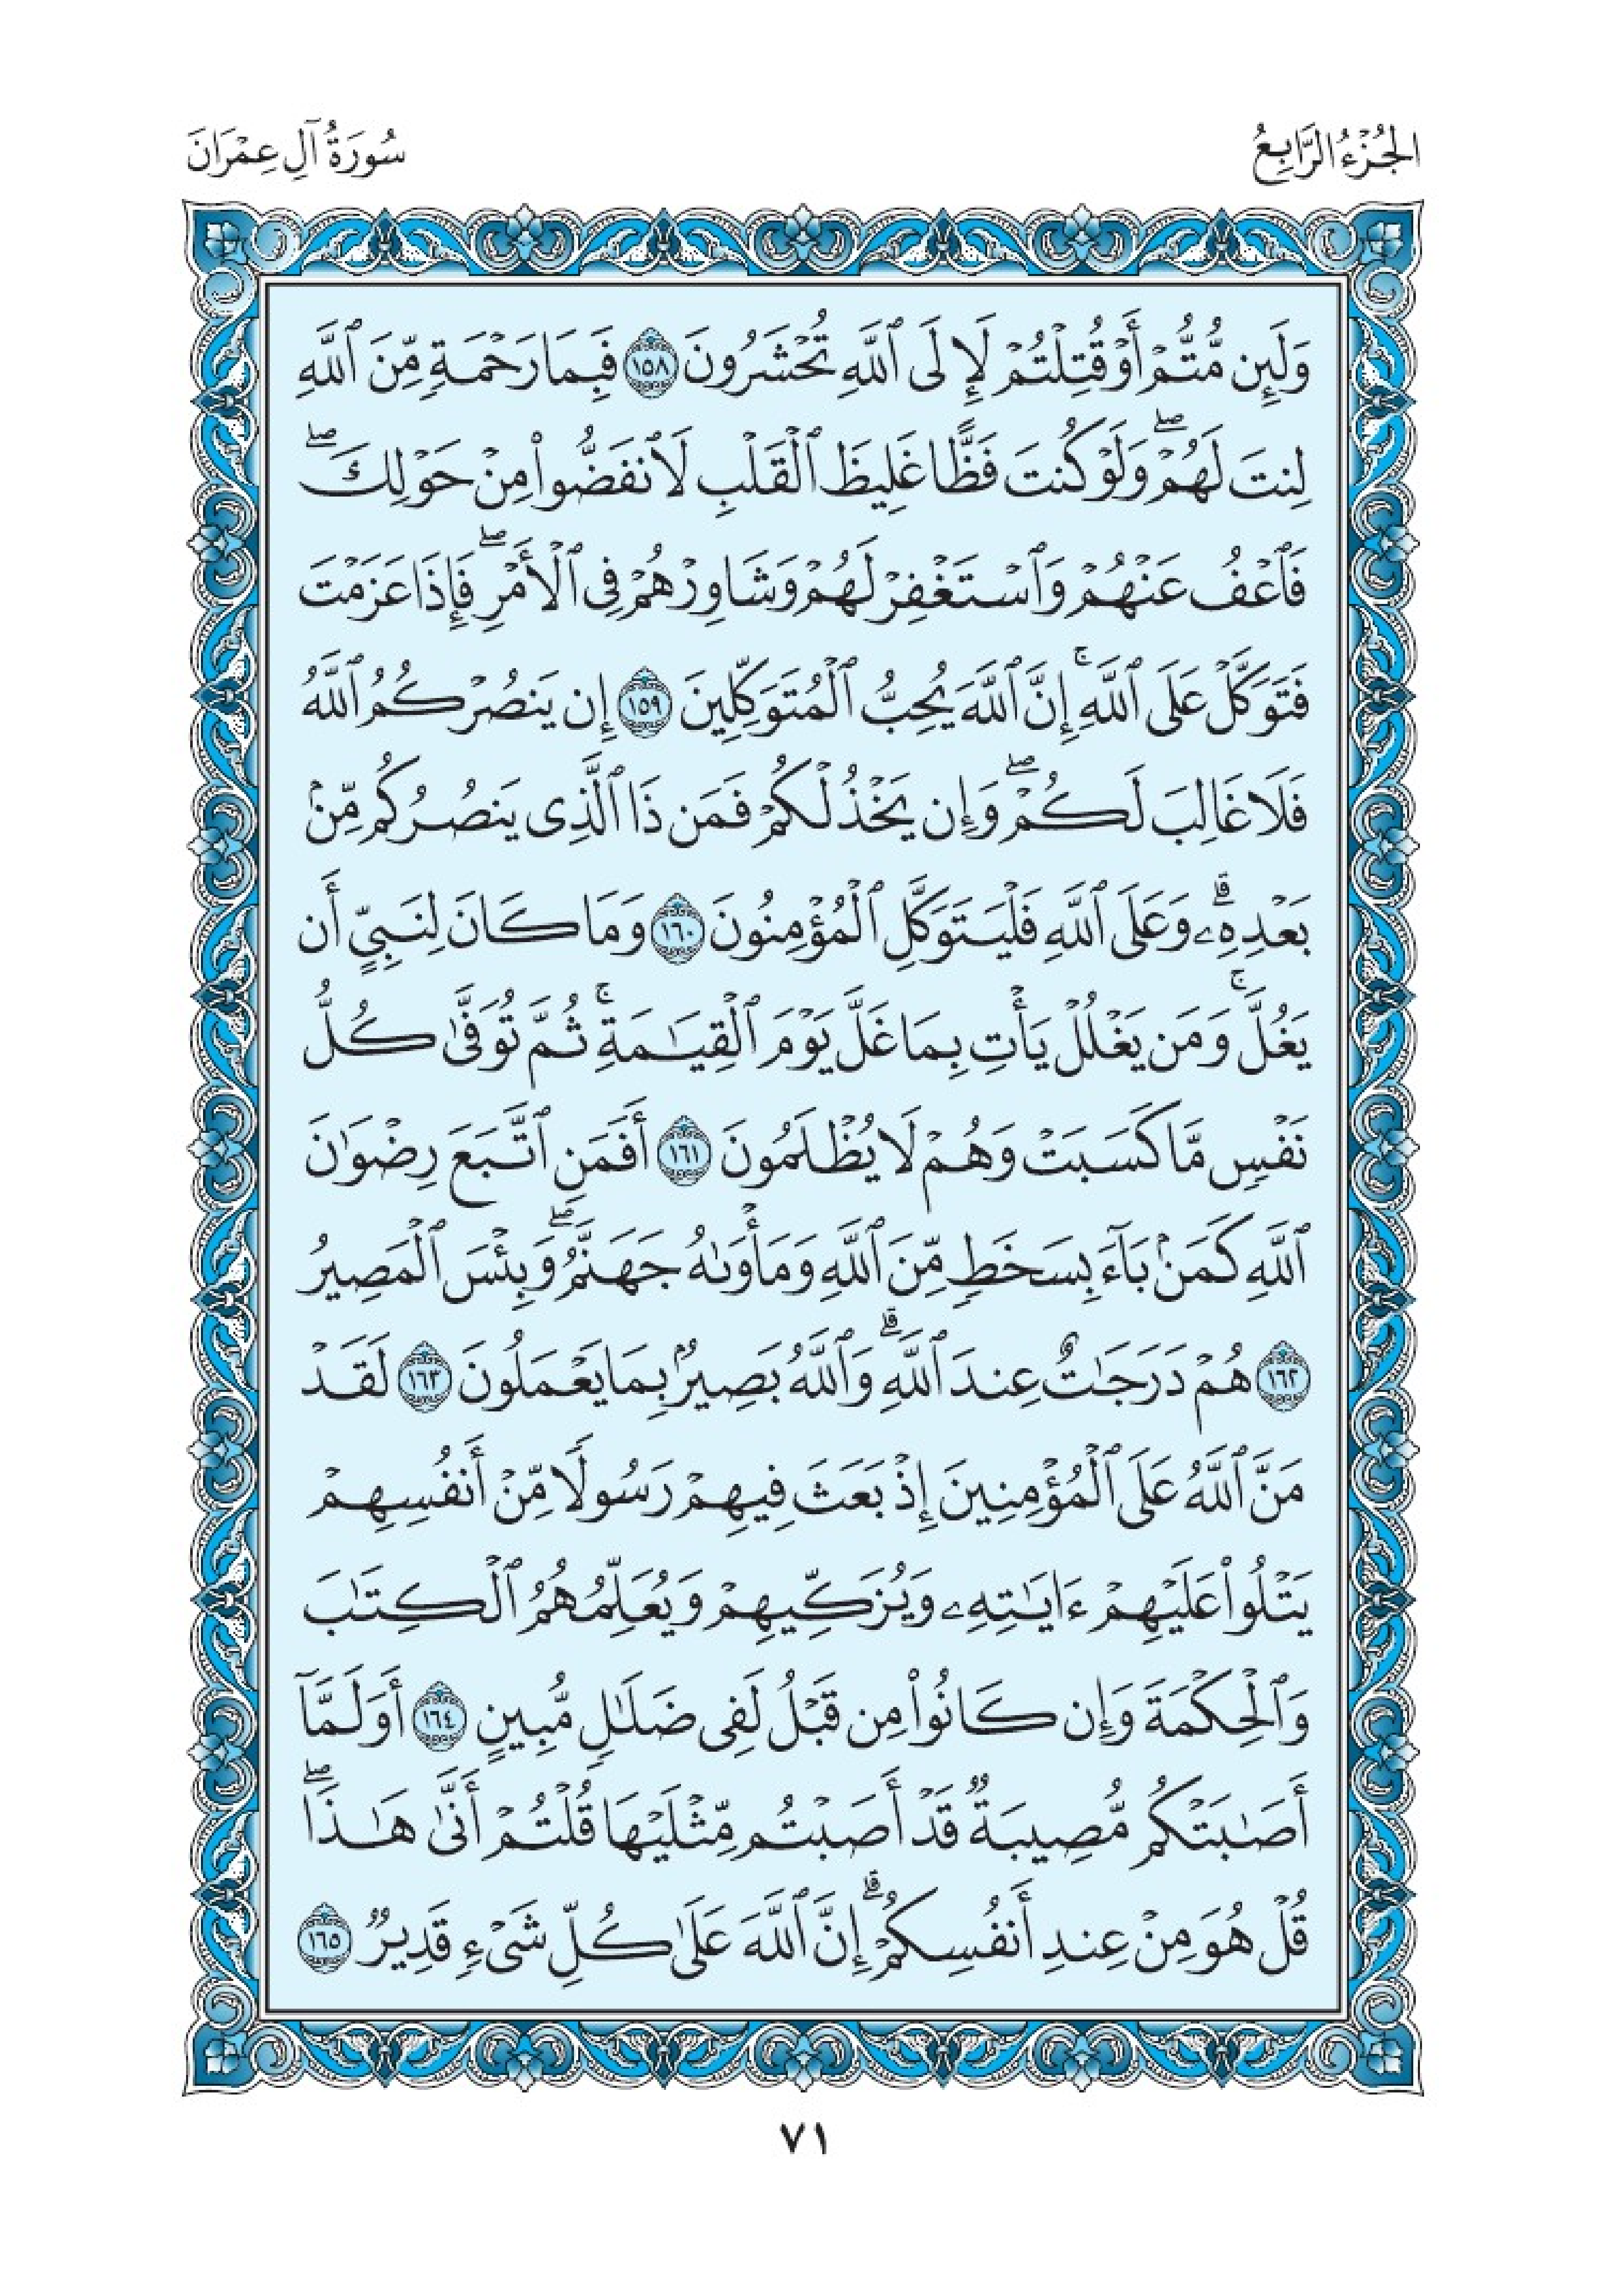 الجُزْءُ الرَّابِعُ
سُورَةُ آلِ عِمْرَانَ
وَلَئِن مُّتُّمْ أَوْ قُتِلْتُمْ لَإِلَى ٱللَّهِ تُحْشَرُونَ ١٥٨ فَبِمَا رَحْمَةٍ مِّنَ ٱللَّهِ
لِنتَ لَهُمْ ۖ وَلَوْ كُنتَ فَظًّا غَلِيظَ ٱلْقَلْبِ لَٱنفَضُّوا۟ مِنْ حَوْلِكَ ۖ
فَٱعْفُ عَنْهُمْ وَٱسْتَغْفِرْ لَهُمْ وَشَاوِرْهُمْ فِى ٱلْأَمْرِ ۖ فَإِذَا عَزَمْتَ
فَتَوَكَّلْ عَلَى ٱللَّهِ ۚ إِنَّ ٱللَّهَ يُحِبُّ ٱلْمُتَوَكِّلِينَ ١٥٩ إِن يَنصُرْكُمُ ٱللَّهُ
فَلَا غَالِبَ لَكُمْ ۖ وَإِن يَخْذُلْكُمْ فَمَن ذَا ٱلَّذِى يَنصُرُكُم مِّنۢ
بَعْدِهِۦ ۗ وَعَلَى ٱللَّهِ فَلْيَتَوَكَّلِ ٱلْمُؤْمِنُونَ ١٦٠ وَمَا كَانَ لِنَبِىٍّ أَن
يَغُلَّ ۚ وَمَن يَغْلُلْ يَأْتِ بِمَا غَلَّ يَوْمَ ٱلْقِيَـٰمَةِ ۚ ثُمَّ تُوَفَّىٰ كُلُّ
نَفْسٍ مَّا كَسَبَتْ وَهُمْ لَا يُظْلَمُونَ ١٦١ أَفَمَنِ ٱتَّبَعَ رِضْوَٰنَ
ٱللَّهِ كَمَنۢ بَآءَ بِسَخَطٍ مِّنَ ٱللَّهِ وَمَأْوَىٰهُ جَهَنَّمُ ۖ وَبِئْسَ ٱلْمَصِيرُ
١٦٢ هُمْ دَرَجَـٰتٌ عِندَ ٱللَّهِ ۗ وَٱللَّهُ بَصِيرٌۢ بِمَا يَعْمَلُونَ ١٦٣ لَقَدْ
مَنَّ ٱللَّهُ عَلَى ٱلْمُؤْمِنِينَ إِذْ بَعَثَ فِيهِمْ رَسُولًا مِّنْ أَنفُسِهِمْ
يَتْلُوا۟ عَلَيْهِمْ ءَايَـٰتِهِۦ وَيُزَكِّيهِمْ وَيُعَلِّمُهُمُ ٱلْكِتَـٰبَ
وَٱلْحِكْمَةَ وَإِن كَانُوا۟ مِن قَبْلُ لَفِى ضَلَـٰلٍ مُّبِينٍ ١٦٤ أَوَلَمَّآ
أَصَـٰبَتْكُم مُّصِيبَةٌ قَدْ أَصَبْتُم مِّثْلَيْهَا قُلْتُمْ أَنَّىٰ هَـٰذَا ۖ
قُلْ هُوَ مِنْ عِندِ أَنفُسِكُمْ ۗ إِنَّ ٱللَّهَ عَلَىٰ كُلِّ شَىْءٍ قَدِيرٌ ١٦٥
٧١